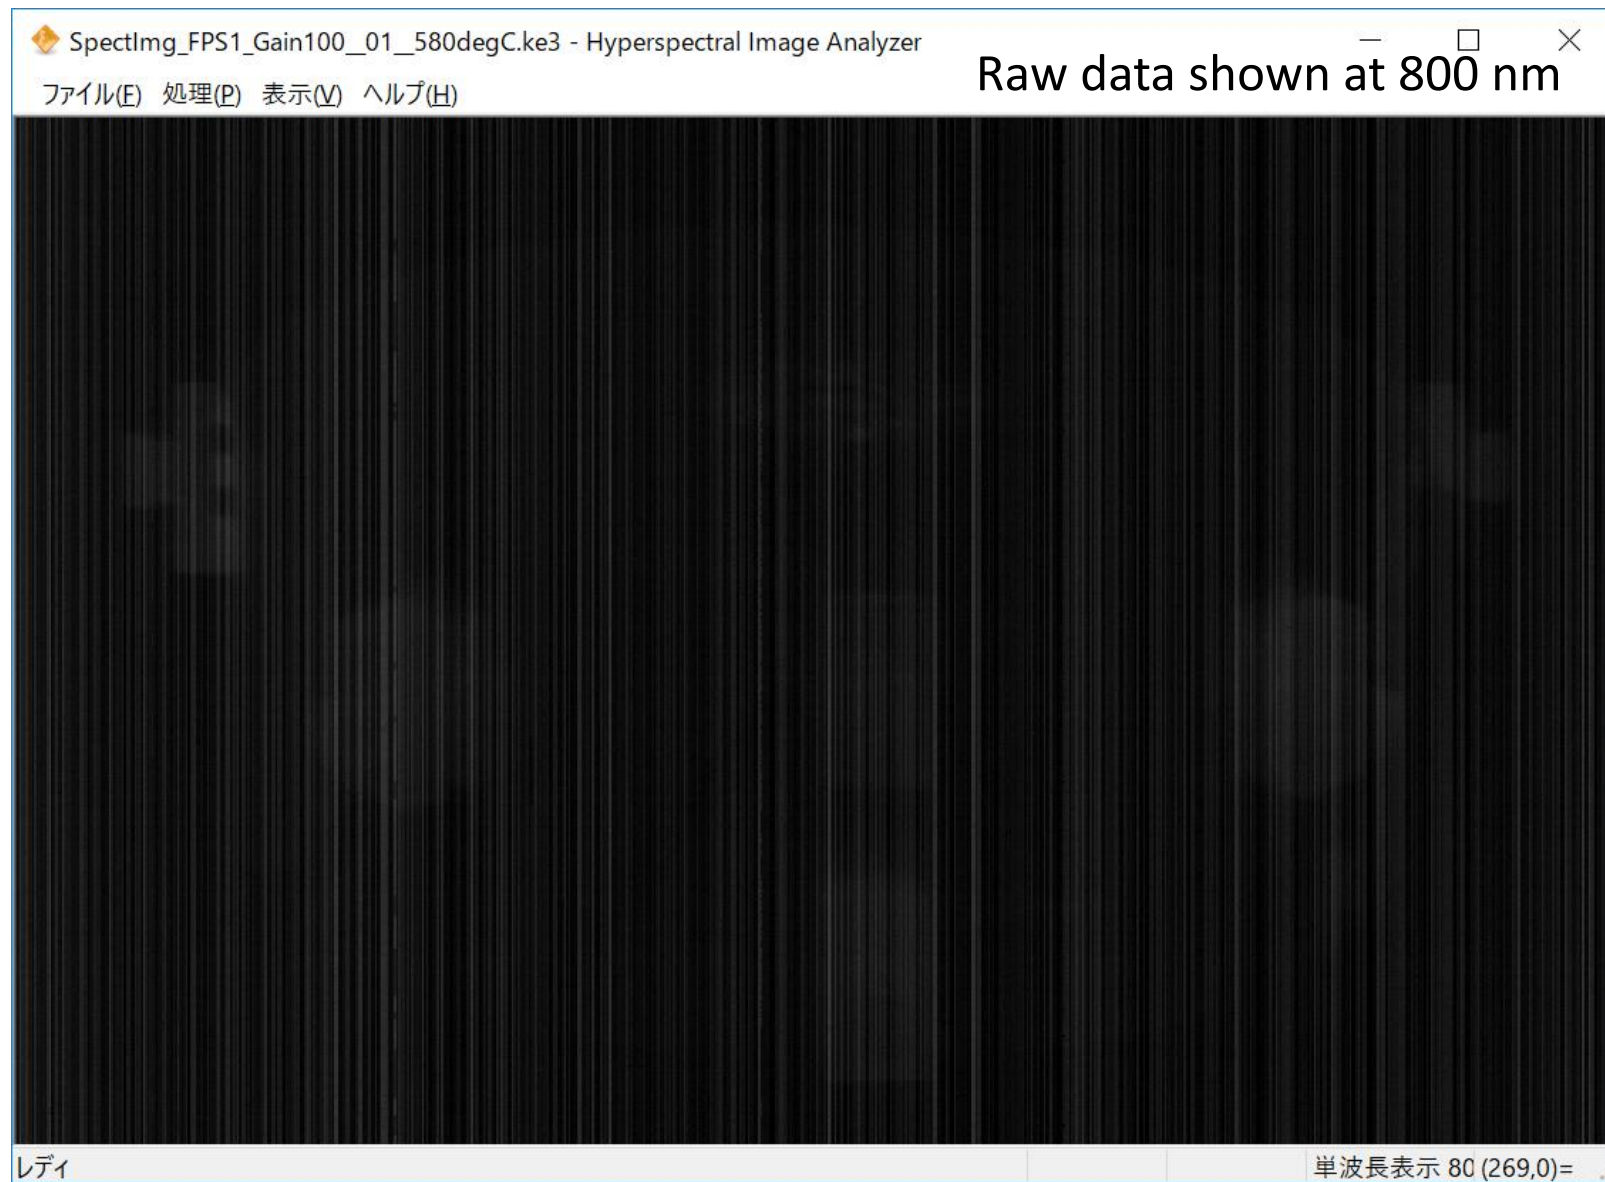 SpectImg_FPS1_Gain100__01__580degC.ke3 - Hyperspectral Image Analyzer
Raw data shown at 800 nm
ファイル(F) 処理(P) 表示(V) ヘルプ(H)
レディ
単波長表示 80 (269,0)=